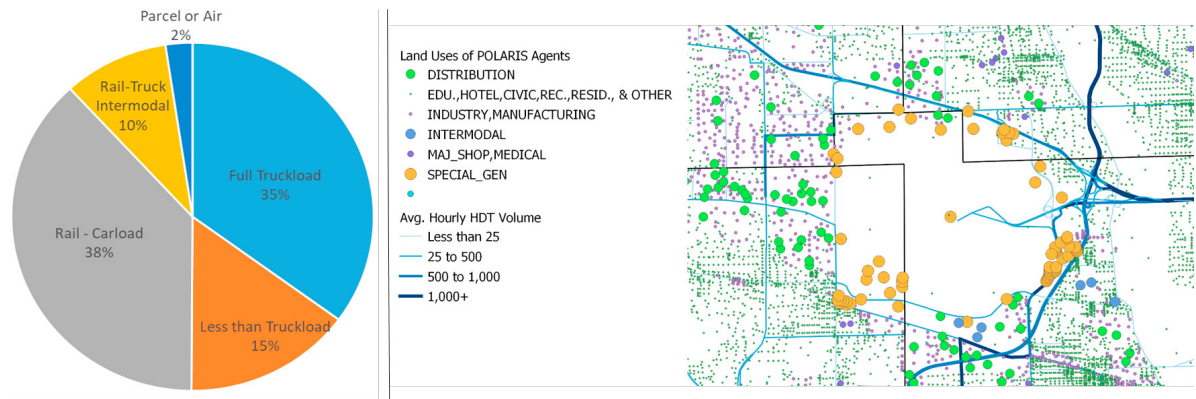 Parcel or Air
2%
Rail-Truck
Intermodal
10%
Full Truckload
35%
Rail - Carload
38%
Less than Truckload
15%
Land Uses of POLARIS Agents
DISTRIBUTION
EDU.,HOTEL,CIVIC,REC.,RESID., & OTHER
INDUSTRY,MANUFACTURING
INTERMODAL
MAJ_SHOP,MEDICAL
SPECIAL_GEN
Avg. Hourly HDT Volume
Less than 25
25 to 500
500 to 1,000
1,000+